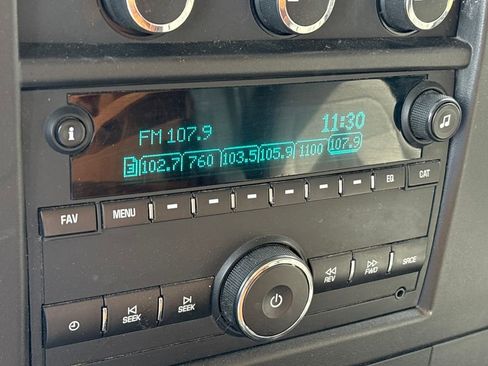 FM 107.9 11:30
3 102.7 760 103.5 105.9 1100 107.9
FAV MENU EQ CAT
SEEK SEEK REV FWD SRCE